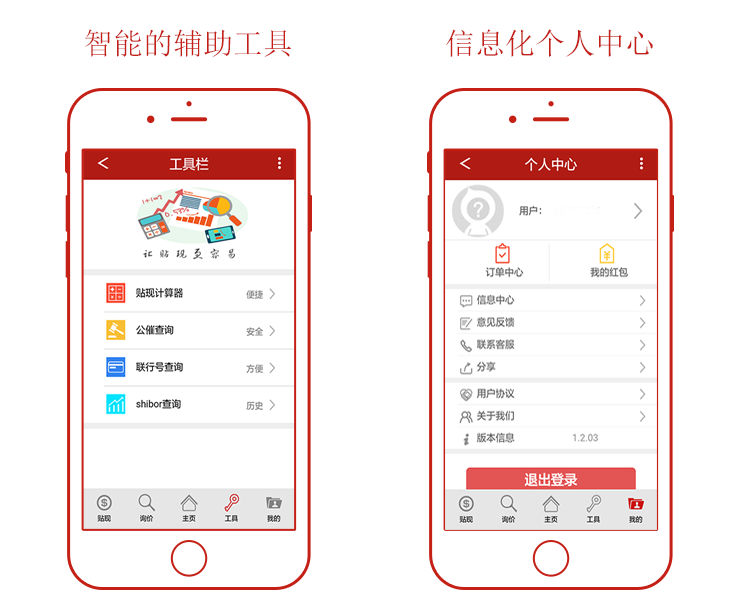 智能的辅助工具
工具栏
1+1=?
0.5?%
让贴现更容易
贴现计算器 便捷
公催查询 安全
联行号查询 方便
shibor查询 历史
贴现 询价 主页 工具 我的
信息化个人中心
个人中心
用户：
订单中心 我的红包
信息中心
意见反馈
联系客服
分享
用户协议
关于我们
版本信息 1.2.03
退出登录
贴现 询价 主页 工具 我的